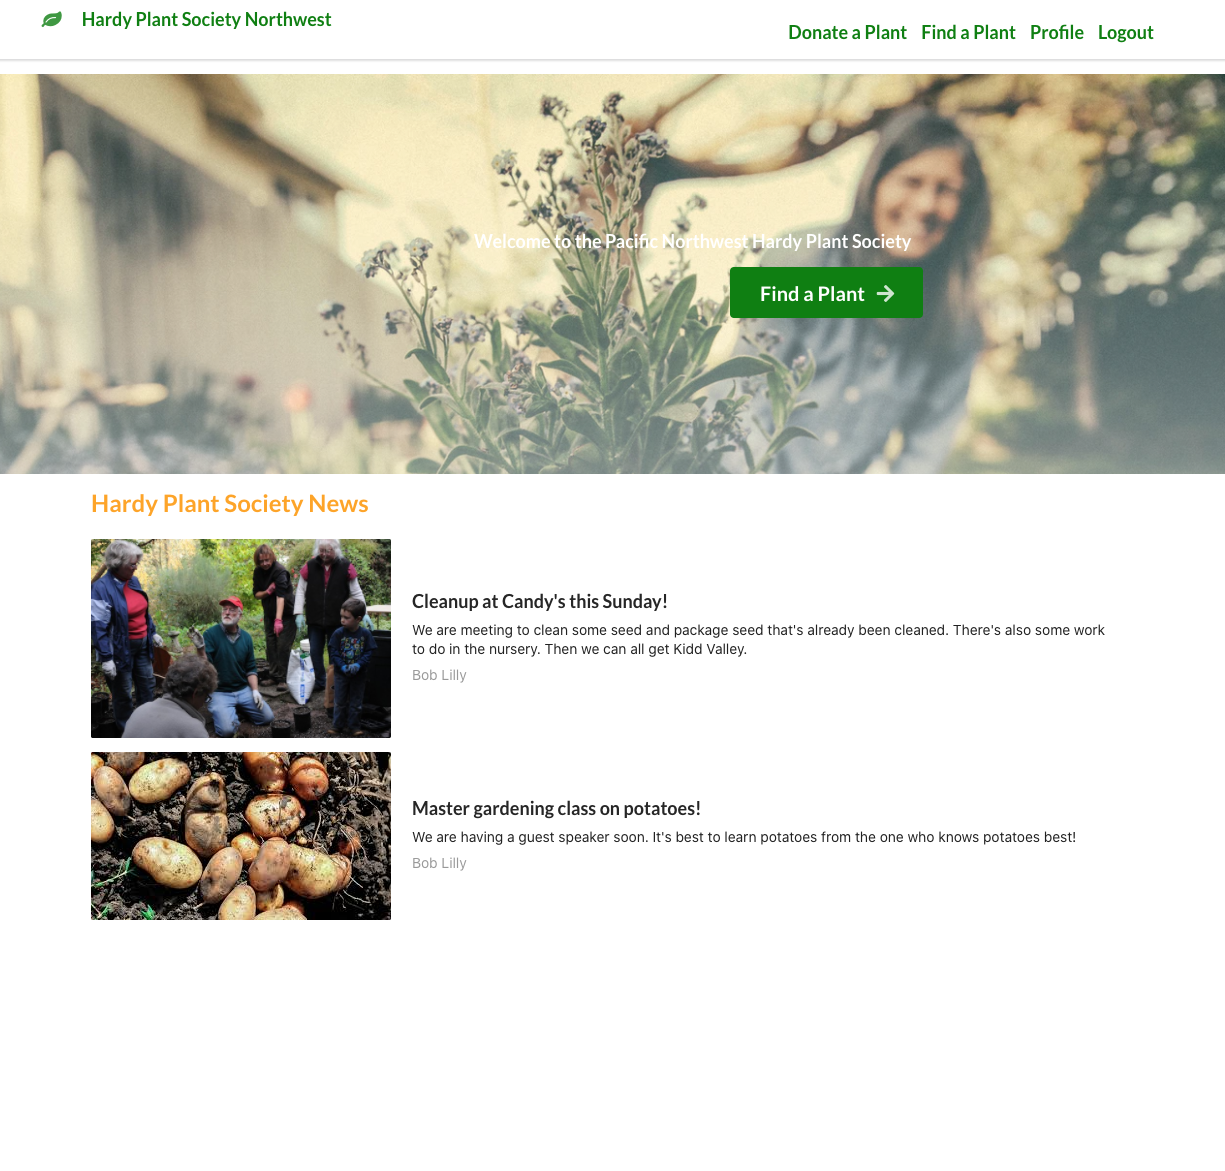 Hardy Plant Society Northwest
Donate a Plant Find a Plant Profile Logout
Welcome to the Pacific Northwest Hardy Plant Society
Find a Plant
Hardy Plant Society News
Cleanup at Candy's this Sunday!
We are meeting to clean some seed and package seed that's already been cleaned. There's also some work
to do in the nursery. Then we can all get Kidd Valley.
Bob Lilly
Master gardening class on potatoes!
We are having a guest speaker soon. It's best to learn potatoes from the one who knows potatoes best!
Bob Lilly